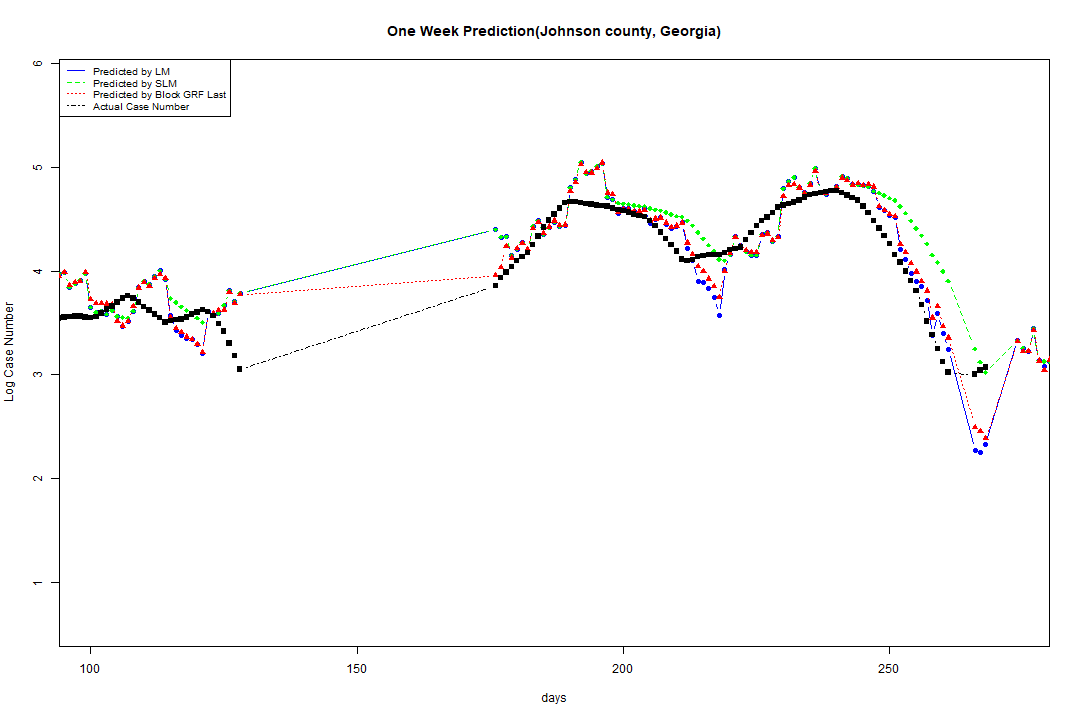 One Week Prediction(Johnson county, Georgia)
6
Predicted by LM
Predicted by SLM
Predicted by Block GRF Last
Actual Case Number
5
4
3
2
1
Log Case Number
100
150
200
250
days